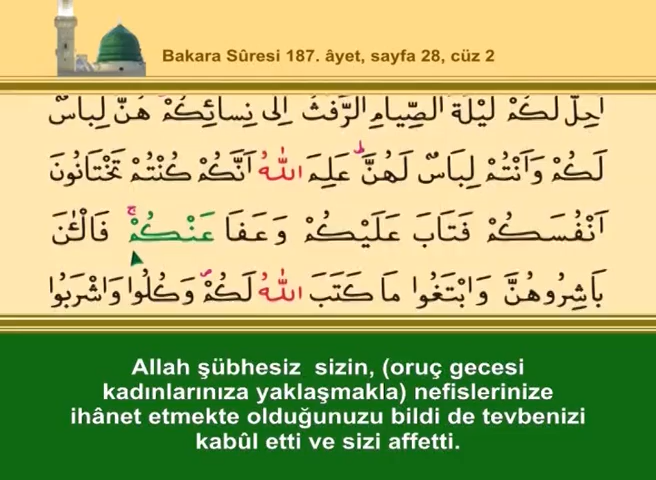 Bakara Sûresi 187. âyet, sayfa 28, cüz 2
اُحِلَّ لَكُمْ لَيْلَةَ الصِّيَامِ الرَّفَثُ اِلٰى نِسَائِكُمْ هُنَّ لِبَاسٌ
لَكُمْ وَاَنْتُمْ لِبَاسٌ لَهُنَّۜ عَلِمَ اللّٰهُ اَنَّكُمْ كُنْتُمْ تَخْتَانُونَ
اَنْفُسَكُمْ فَتَابَ عَلَيْكُمْ وَعَفَا عَنْكُمْۚ فَالْـٰٔنَ
بَاشِرُوهُنَّ وَابْتَغُوا مَا كَتَبَ اللّٰهُ لَكُمْۖ وَكُلُوا وَاشْرَبُوا
Allah şübhesiz sizin, (oruç gecesi
kadınlarınıza yaklaşmakla) nefislerinize
ihânet etmekte olduğunuzu bildi de tevbenizi
kabûl etti ve sizi affetti.